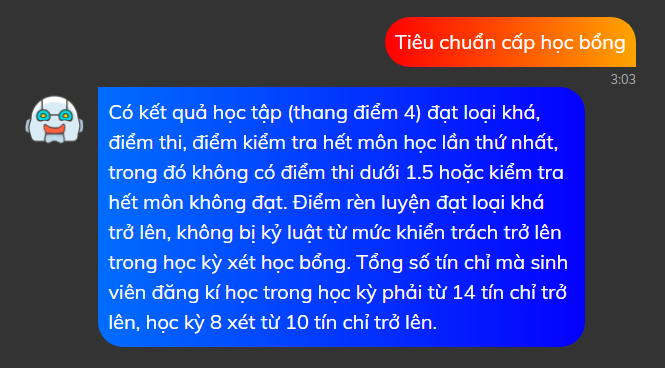 Tiêu chuẩn cấp học bổng
3:03
Có kết quả học tập (thang điểm 4) đạt loại khá,
điểm thi, điểm kiểm tra hết môn học lần thứ nhất,
trong đó không có điểm thi dưới 1.5 hoặc kiểm tra
hết môn không đạt. Điểm rèn luyện đạt loại khá
trở lên, không bị kỷ luật từ mức khiển trách trở lên
trong học kỳ xét học bổng. Tổng số tín chỉ mà sinh
viên đăng kí học trong học kỳ phải từ 14 tín chỉ trở
lên, học kỳ 8 xét từ 10 tín chỉ trở lên.